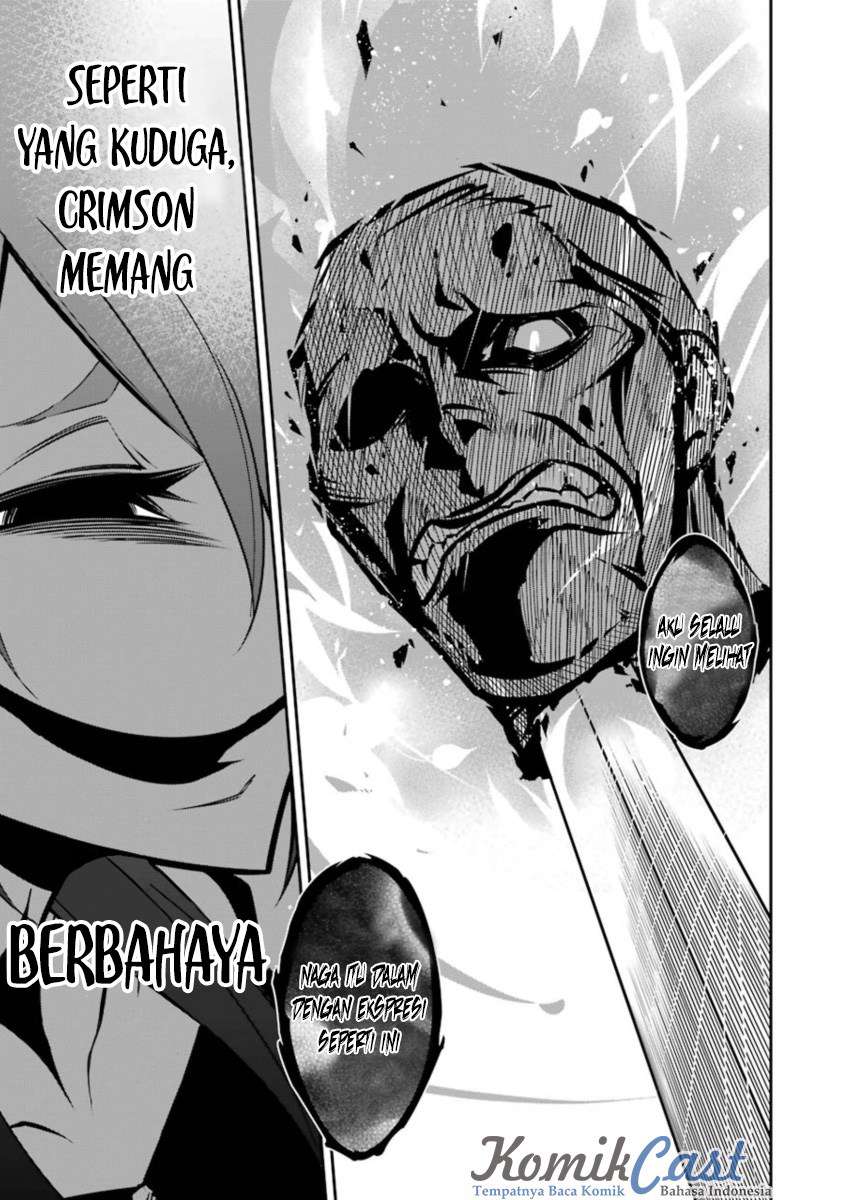 SEPERTI
YANG KUDUGA,
CRIMSON
MEMANG
AKU SELALU
INGIN MELIHAT
NAGA ITU DALAM
DENGAN EKSPRESI
SEPERTI INI
BERBAHAYA
KomikCast
Tempatnya Baca Komik Bahasa Indonesia